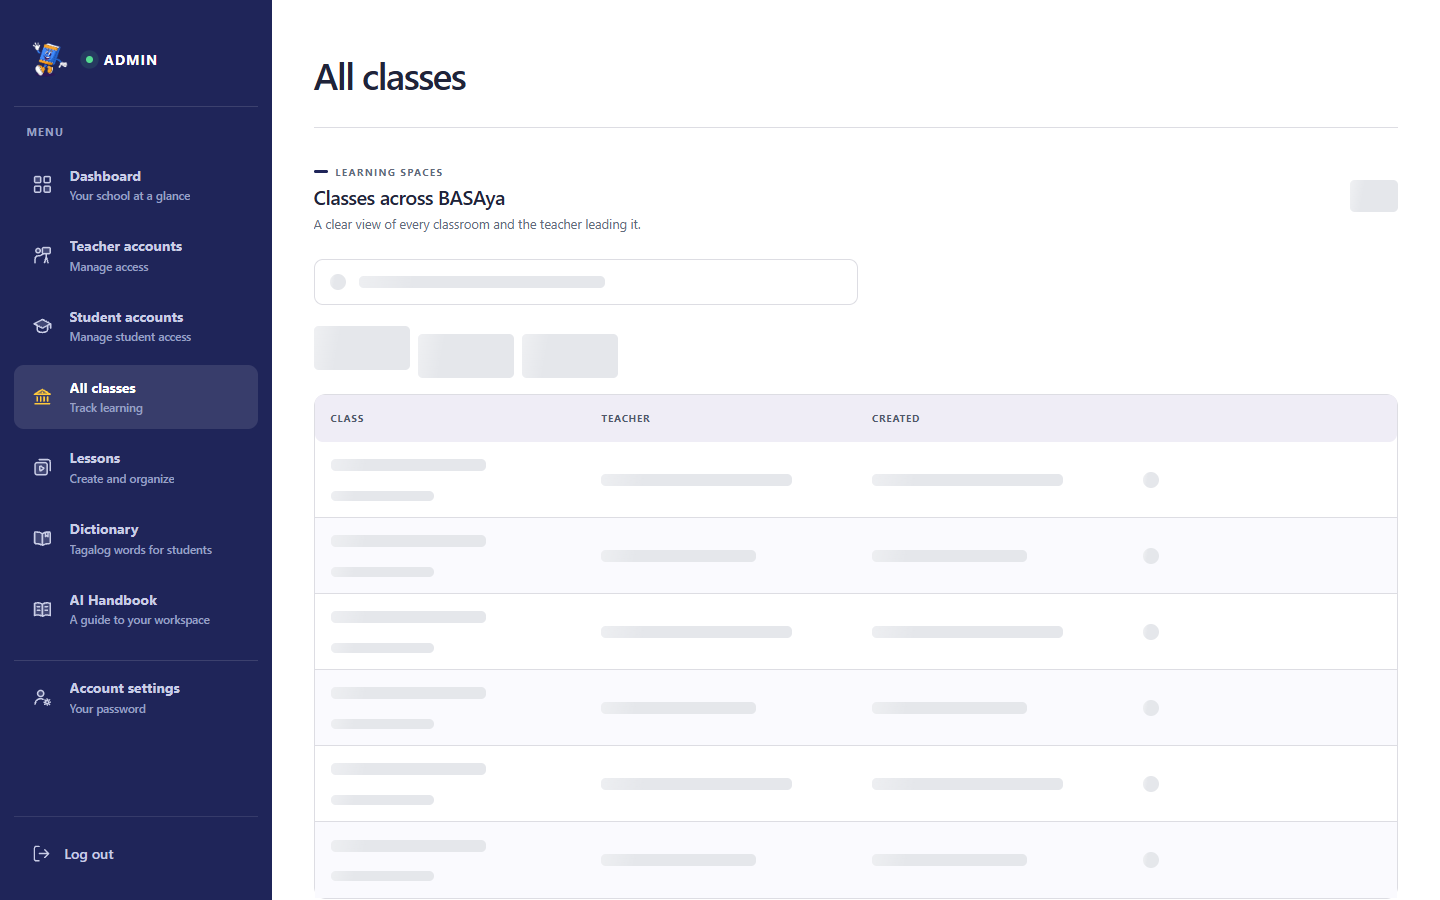 ADMIN
MENU
Dashboard
Your school at a glance
Teacher accounts
Manage access
Student accounts
Manage student access
All classes
Track learning
Lessons
Create and organize
Dictionary
Tagalog words for students
AI Handbook
A guide to your workspace
Account settings
Your password
Log out
All classes
LEARNING SPACES
Classes across BASAya
A clear view of every classroom and the teacher leading it.
CLASS TEACHER CREATED